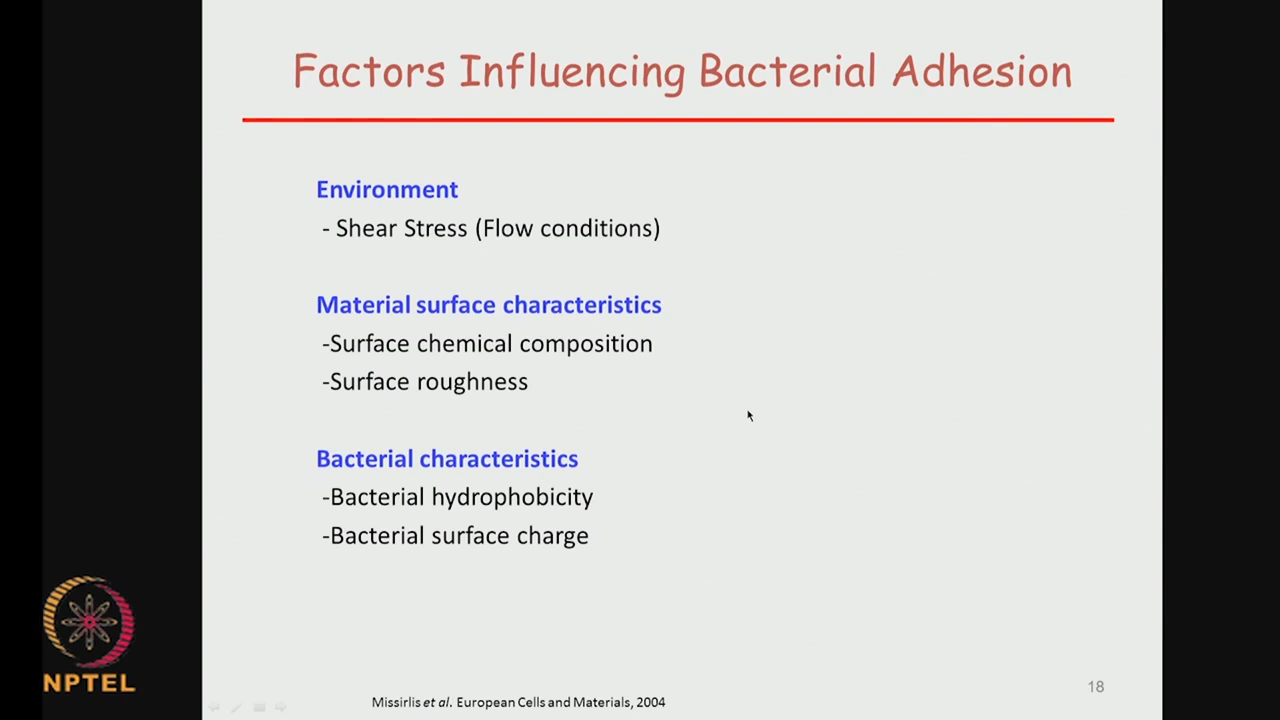 Factors Influencing Bacterial Adhesion
Environment
- Shear Stress (Flow conditions)
Material surface characteristics
-Surface chemical composition
-Surface roughness
Bacterial characteristics
-Bacterial hydrophobicity
-Bacterial surface charge
NPTEL
Missirlis et al. European Cells and Materials, 2004
18